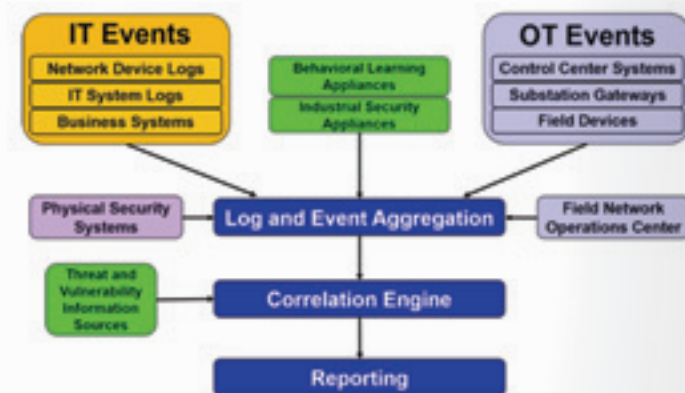 IT Events
Network Device Logs
IT System Logs
Business Systems
Behavioral Learning
Appliances
Industrial Security
Appliances
OT Events
Control Center Systems
Substation Gateways
Field Devices
Physical Security
Systems
Log and Event Aggregation
Field Network
Operations Center
Threat and
Vulnerability
Information
Sources
Correlation Engine
Reporting